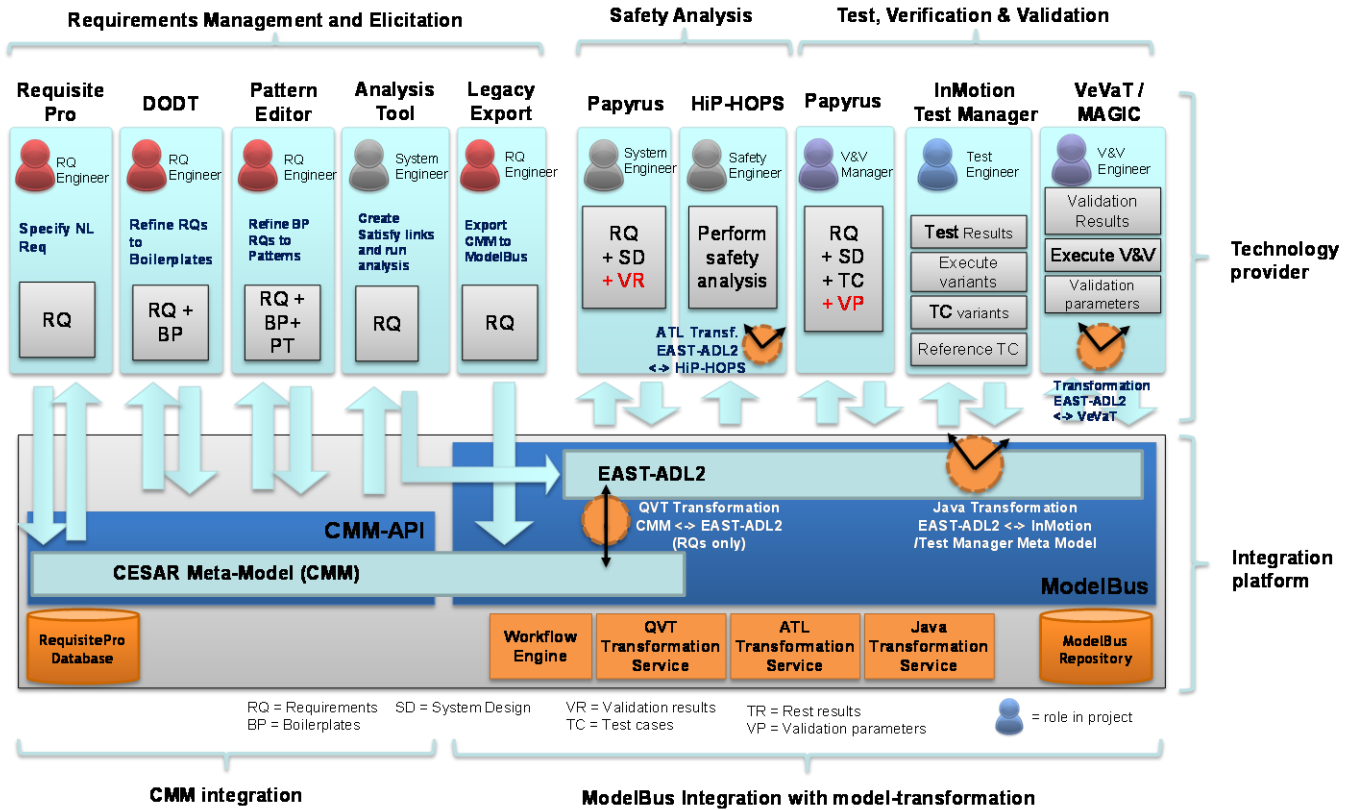 Requirements Management and Elicitation
Safety Analysis
Test, Verification & Validation
Requisite
Pro
DODT
Pattern
Editor
Analysis
Tool
Legacy
Export
Papyrus
HiP-HOPS
Papyrus
InMotion
Test Manager
VeVaT /
MAGIC
RQ
Engineer
RQ
Engineer
RQ
Engineer
System
Engineer
RQ
Engineer
System
Engineer
Safety
Engineer
V&V
Manager
Test
Engineer
V&V
Engineer
Specify NL
Req
Refine RQs
to
Boilerplates
Refine BP
RQs to
Patterns
Create
Satisfy links
and run
analysis
Export
CMM to
ModelBus
RQ
RQ +
BP
RQ +
BP+
PT
RQ
RQ
RQ
+ SD
+ VR
Perform
safety
analysis
RQ
+ SD
+ TC
+ VP
Test Results
Execute
variants
TC variants
Reference TC
Validation
Results
Execute V&V
Validation
parameters
ATL Transf.
EAST-ADL2
<-> HiP-HOPS
Transformation
EAST-ADL2
<-> VeVaT
Technology
provider
EAST-ADL2
QVT Transformation
CMM <-> EAST-ADL2
(RQs only)
Java Transformation
EAST-ADL2 <-> InMotion
/Test Manager Meta Model
CMM-API
CESAR Meta-Model (CMM)
ModelBus
Integration
platform
RequisitePro
Database
Workflow
Engine
QVT
Transformation
Service
ATL
Transformation
Service
Java
Transformation
Service
ModelBus
Repository
RQ = Requirements
SD = System Design
VR = Validation results
TR = Rest results
BP = Boilerplates
TC = Test cases
VP = Validation parameters
= role in project
CMM integration
ModelBus Integration with model-transformation